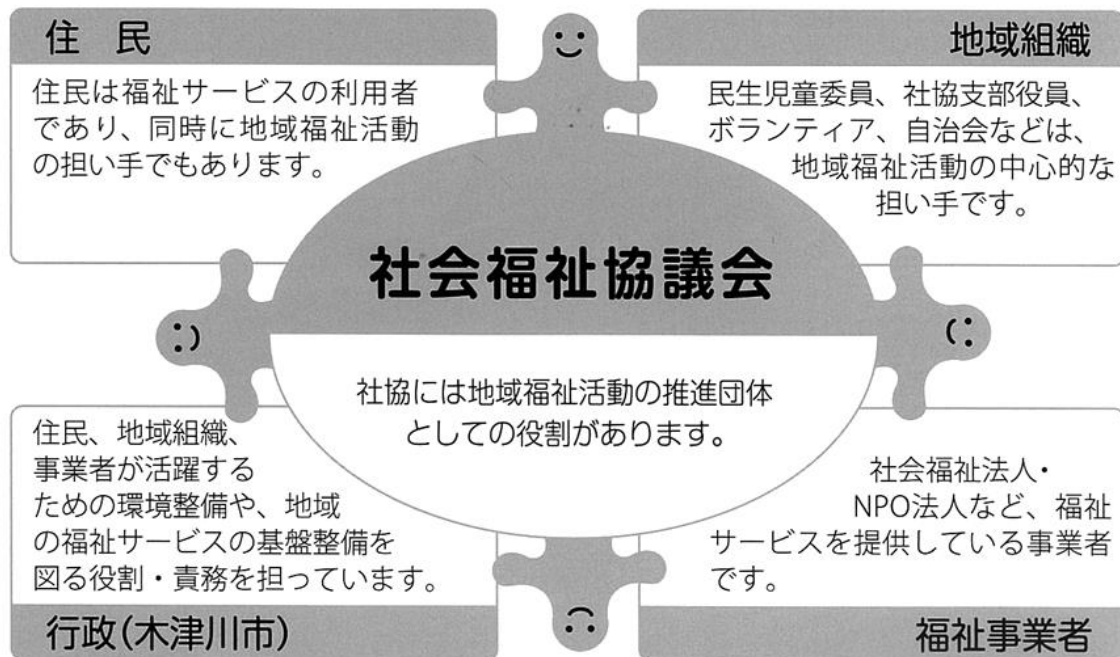 住 民
住民は福祉サービスの利用者
であり、同時に地域福祉活動
の担い手でもあります。
地域組織
民生児童委員、社協支部役員、
ボランティア、自治会などは、
地域福祉活動の中心的な
担い手です。
社会福祉協議会
社協には地域福祉活動の推進団体
としての役割があります。
住民、地域組織、
事業者が活躍する
ための環境整備や、地域
の福祉サービスの基盤整備を
図る役割・責務を担っています。
行政(木津川市)
社会福祉法人・
NPO法人など、福祉
サービスを提供している事業者
です。
福祉事業者